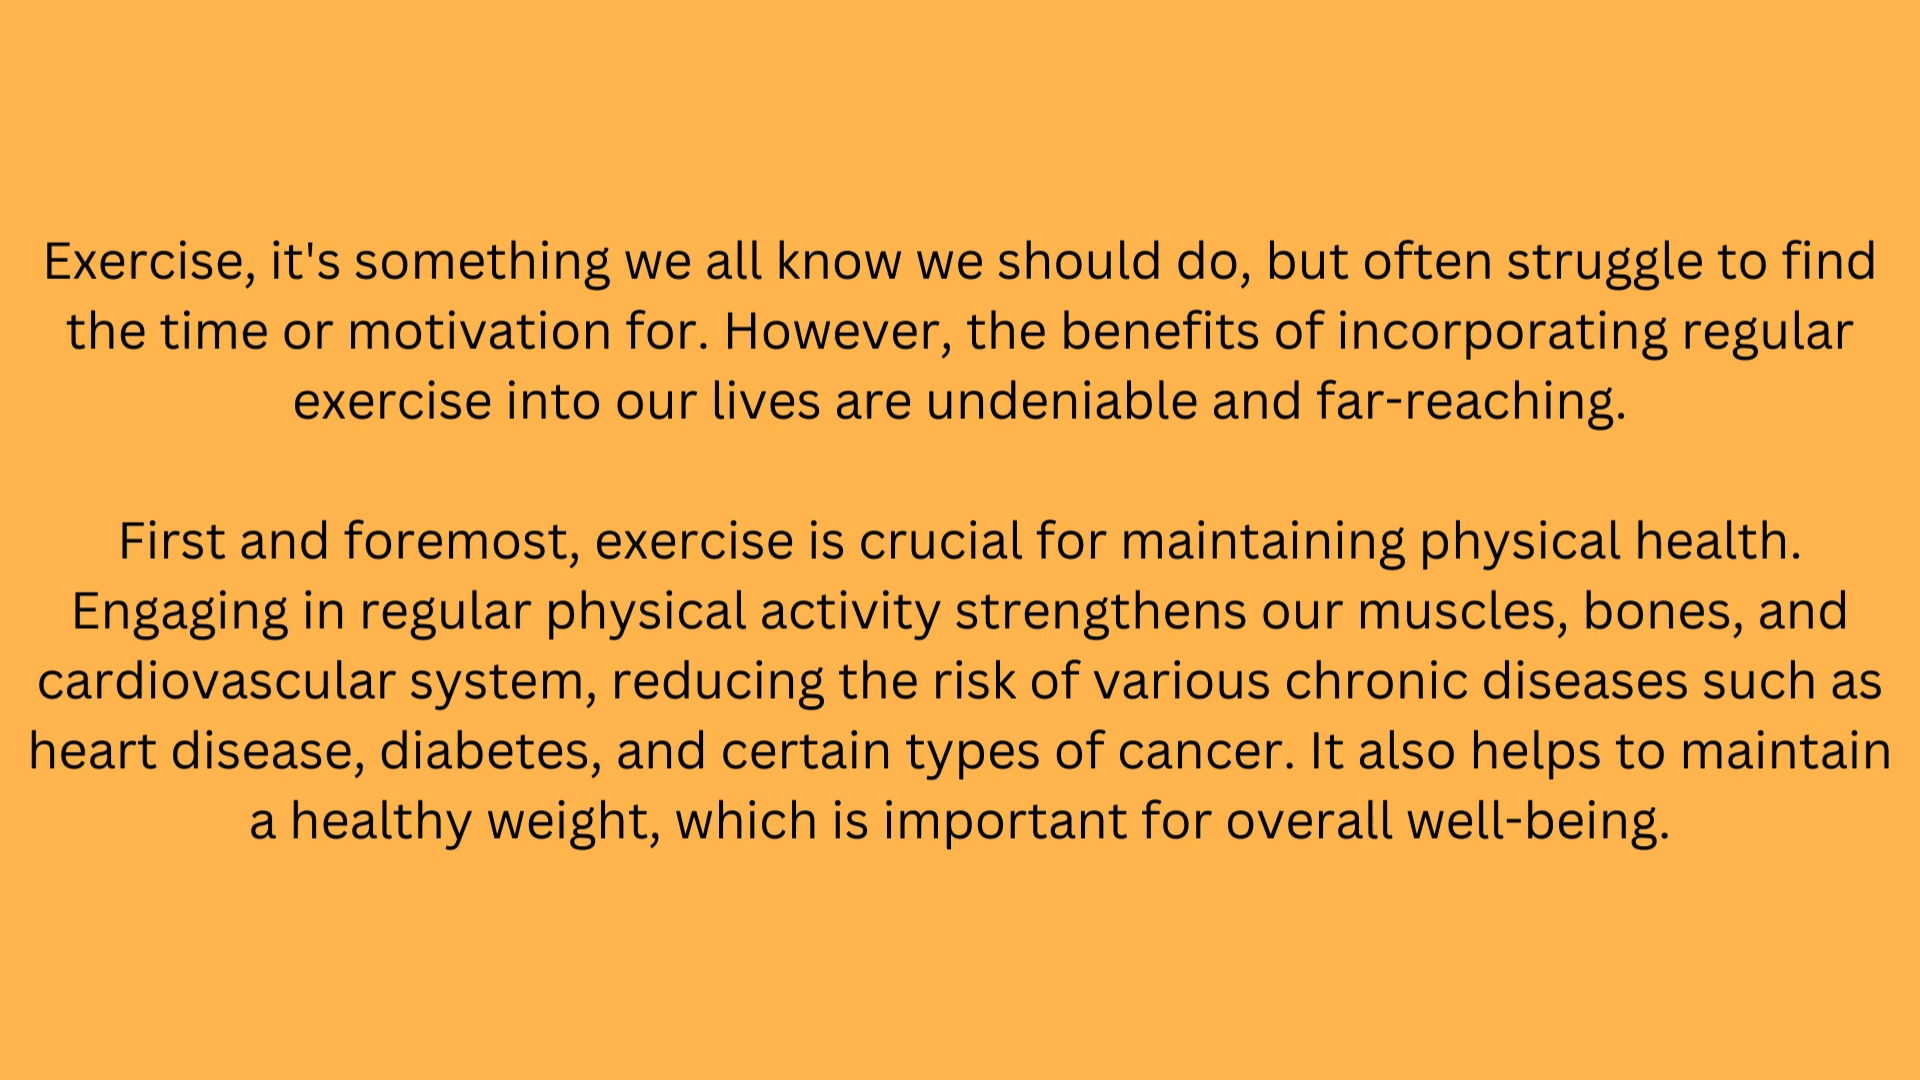 Exercise, it's something we all know we should do, but often struggle to find
the time or motivation for. However, the benefits of incorporating regular
exercise into our lives are undeniable and far-reaching.
First and foremost, exercise is crucial for maintaining physical health.
Engaging in regular physical activity strengthens our muscles, bones, and
cardiovascular system, reducing the risk of various chronic diseases such as
heart disease, diabetes, and certain types of cancer. It also helps to maintain
a healthy weight, which is important for overall well-being.